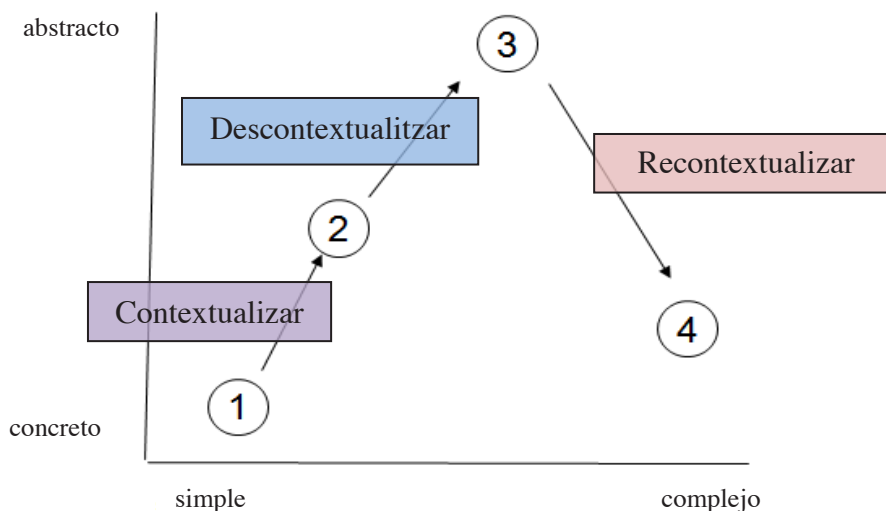 abstracto
3
Descontextualitzar
Recontextualizar
2
Contextualizar
4
1
concreto
simple
complejo